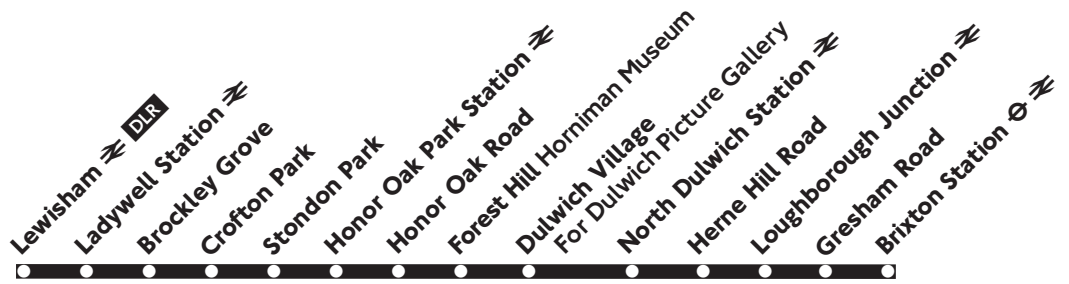 Lewisham DLR
Ladywell Station
Brockley Grove
Crofton Park
Stondon Park
Honor Oak Park Station
Honor Oak Road
Forest Hill Horniman Museum
Dulwich Village
For Dulwich Picture Gallery
North Dulwich Station
Herne Hill Road
Loughborough Junction
Gresham Road
Brixton Station